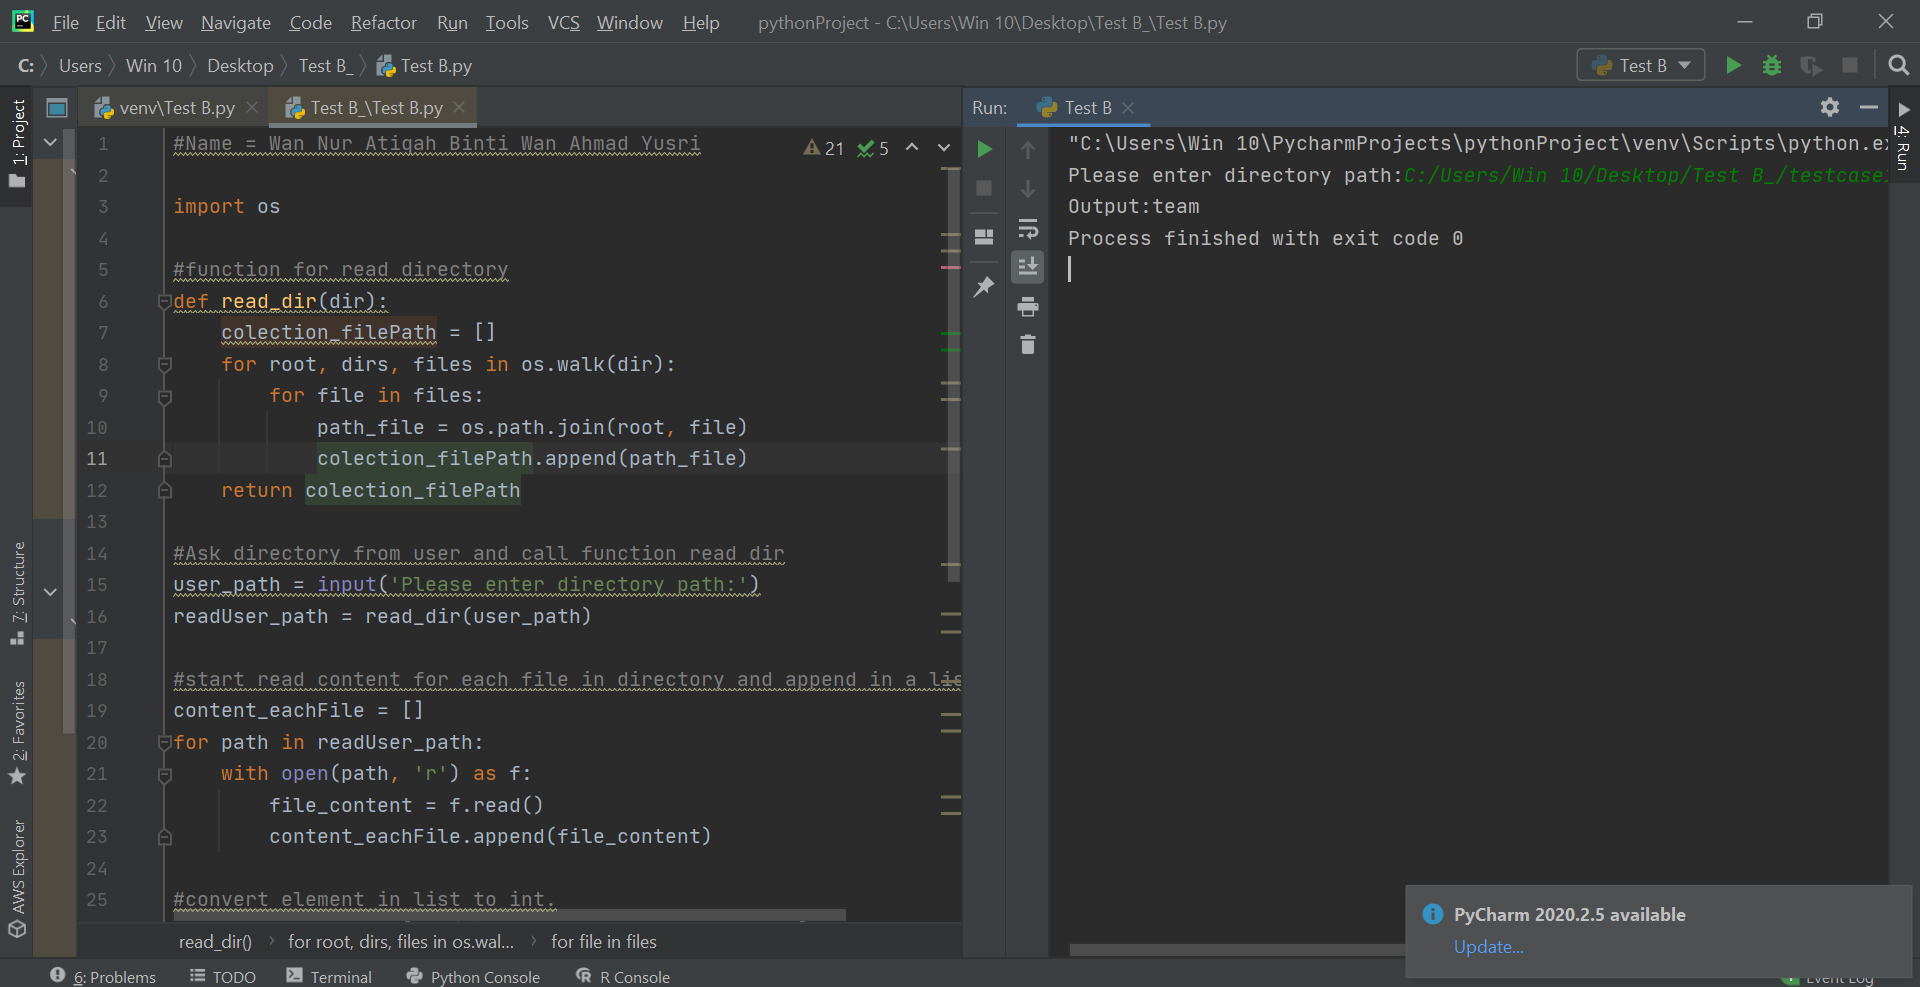 File Edit View Navigate Code Refactor Run Tools VCS Window Help pythonProject - C:\Users\Win 10\Desktop\Test B_\Test B.py
C: Users Win 10 Desktop Test B_ Test B.py Test B
1: Project
7: Structure
2: Favorites
AWS Explorer
venv\Test B.py Test B_\Test B.py
21 5
1 #Name = Wan Nur Atiqah Binti Wan Ahmad Yusri
2
3 import os
4
5 #function for read directory
6 def read_dir(dir):
7 colection_filePath = []
8 for root, dirs, files in os.walk(dir):
9 for file in files:
10 path_file = os.path.join(root, file)
11 colection_filePath.append(path_file)
12 return colection_filePath
13
14 #Ask directory from user and call function read dir
15 user_path = input('Please enter directory path:')
16 readUser_path = read_dir(user_path)
17
18 #start read content for each file in directory and append in a lis
19 content_eachFile = []
20 for path in readUser_path:
21 with open(path, 'r') as f:
22 file_content = f.read()
23 content_eachFile.append(file_content)
24
25 #convert element in list to int.
read_dir() for root, dirs, files in os.wal... for file in files
Run: Test B
"C:\Users\Win 10\PycharmProjects\pythonProject\venv\Scripts\python.ex
Please enter directory path:C:/Users/Win 10/Desktop/Test B_/testcase
Output:team
Process finished with exit code 0
4: Run
PyCharm 2020.2.5 available
Update...
6: Problems TODO Terminal Python Console R Console Event Log